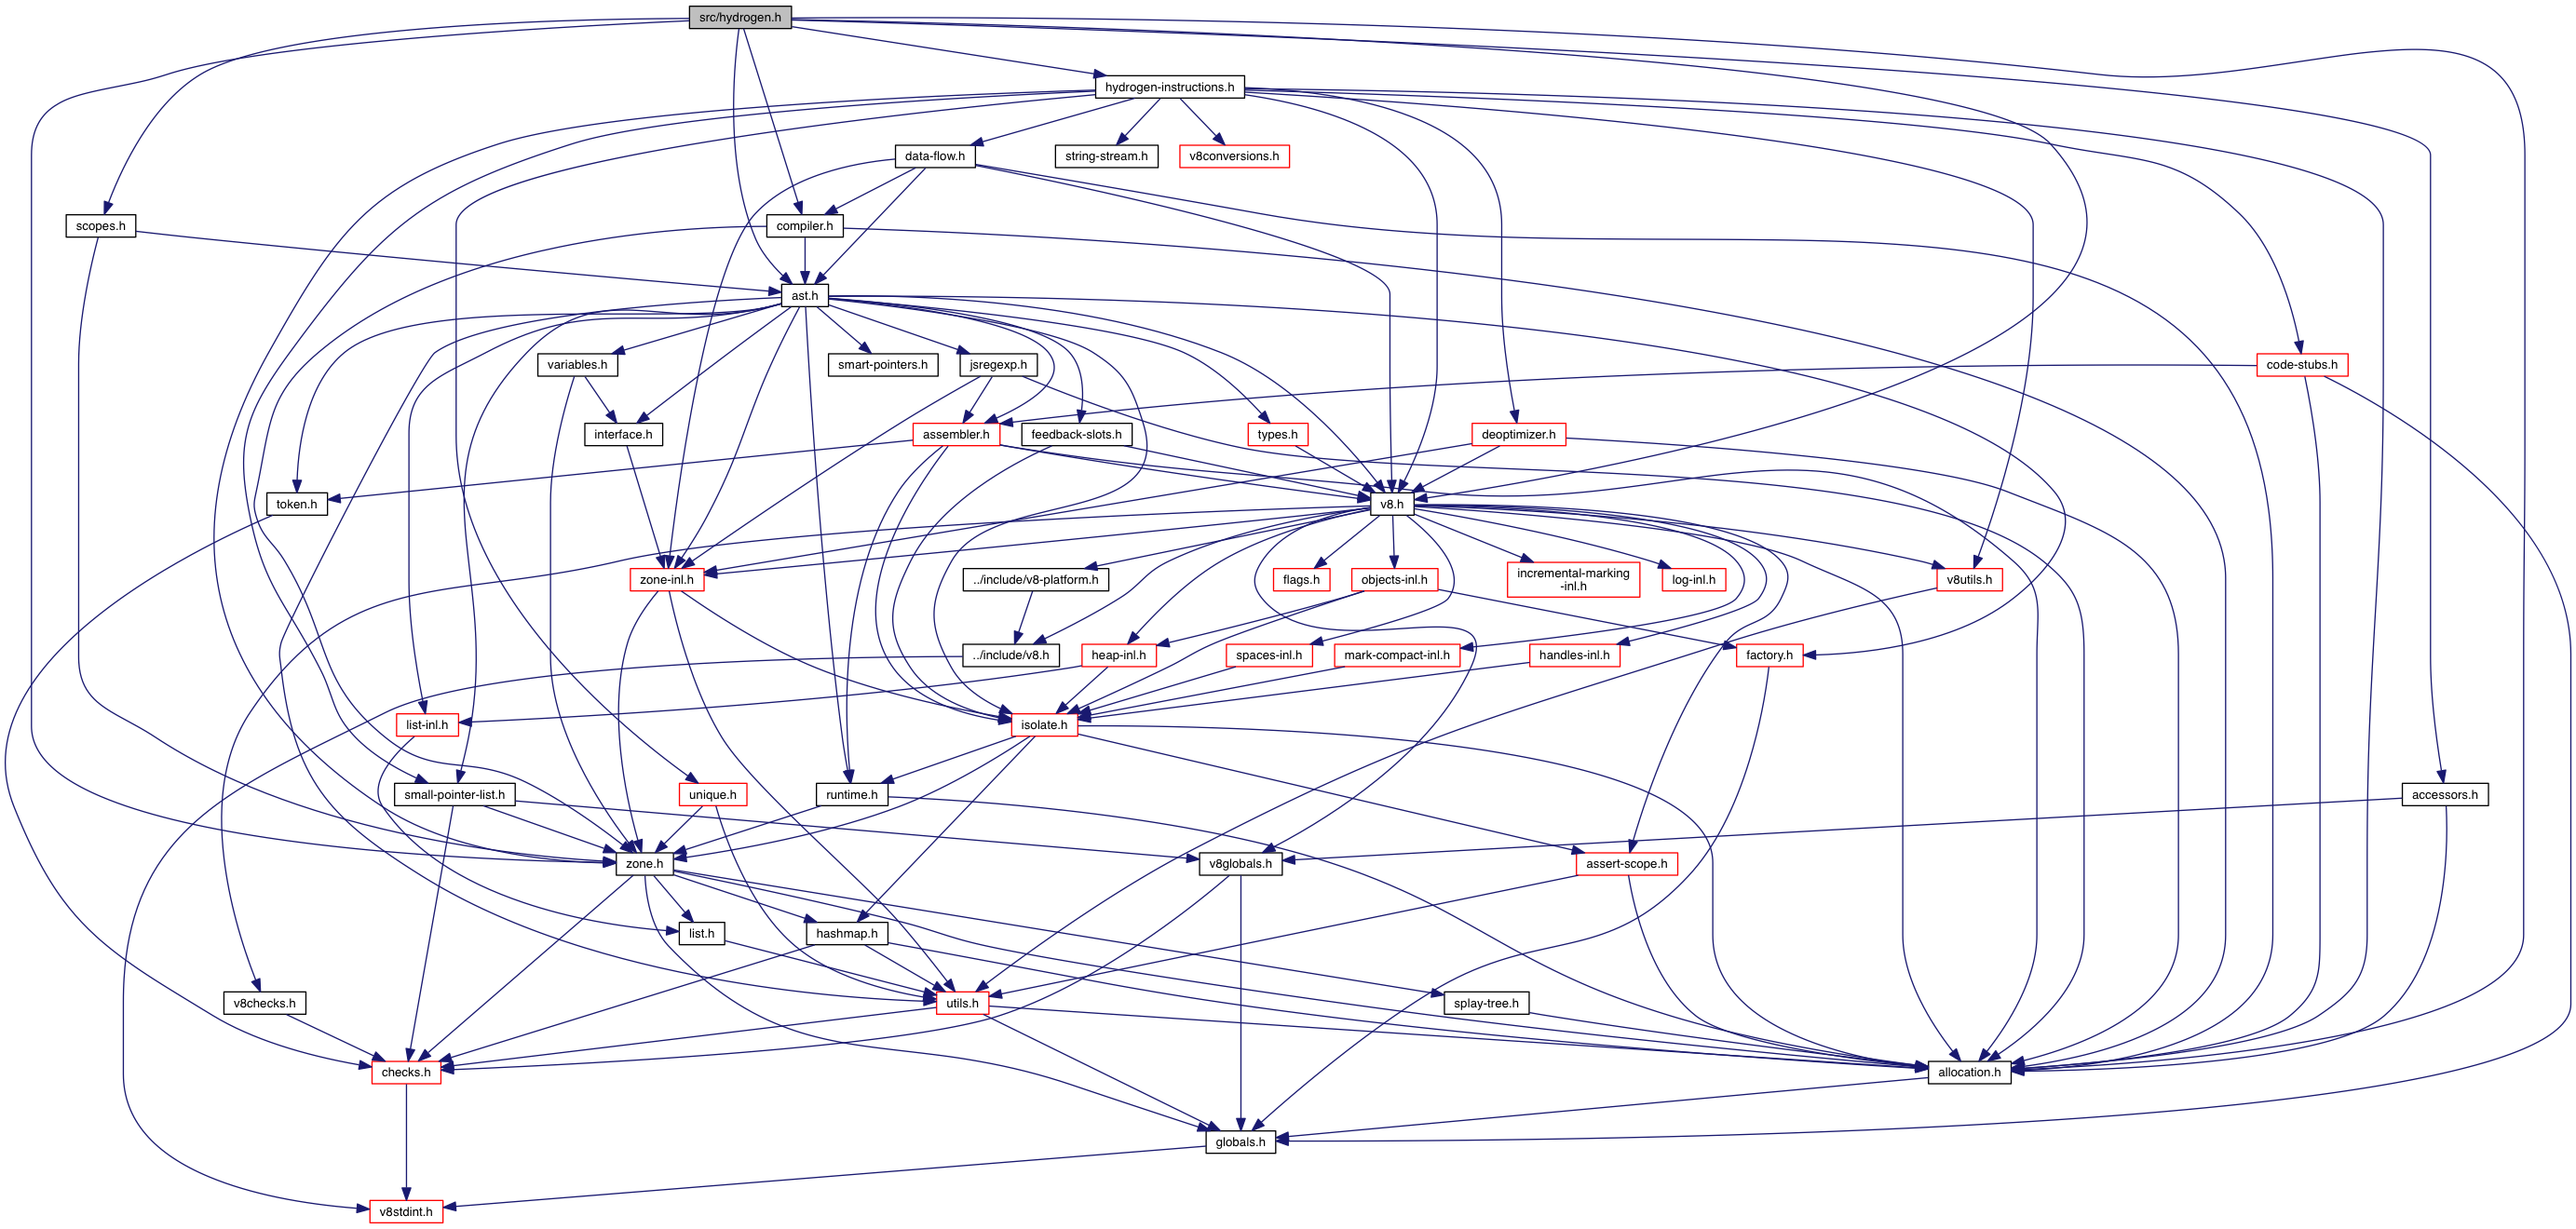 src/hydrogen.h
hydrogen-instructions.h
data-flow.h
string-stream.h
v8conversions.h
scopes.h
compiler.h
ast.h
variables.h
smart-pointers.h
jsregexp.h
code-stubs.h
interface.h
assembler.h
feedback-slots.h
types.h
deoptimizer.h
token.h
v8.h
zone-inl.h
../include/v8-platform.h
flags.h
objects-inl.h
incremental-marking
-inl.h
log-inl.h
v8utils.h
../include/v8.h
heap-inl.h
spaces-inl.h
mark-compact-inl.h
handles-inl.h
factory.h
list-inl.h
isolate.h
small-pointer-list.h
unique.h
runtime.h
accessors.h
zone.h
v8globals.h
assert-scope.h
list.h
hashmap.h
v8checks.h
utils.h
splay-tree.h
checks.h
allocation.h
globals.h
v8stdint.h